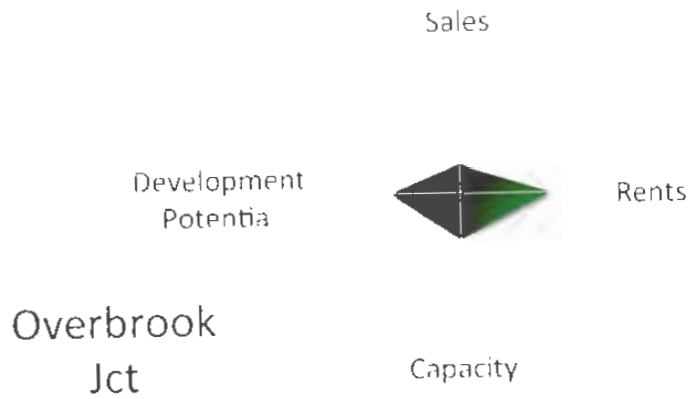 Sales
Development
Potentia
Rents
Overbrook
Jct
Capacity